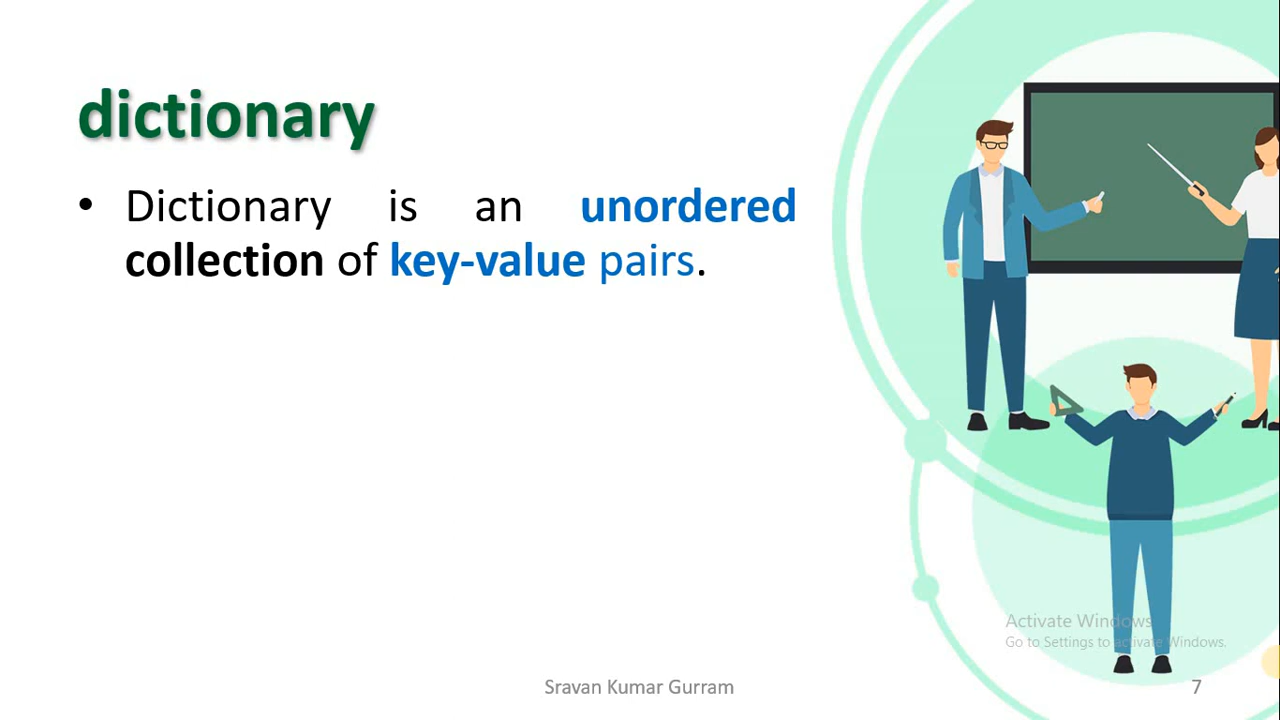 dictionary
• Dictionary is an unordered
collection of key-value pairs.
Activate Windows
Go to Settings to activate Windows.
Sravan Kumar Gurram
7